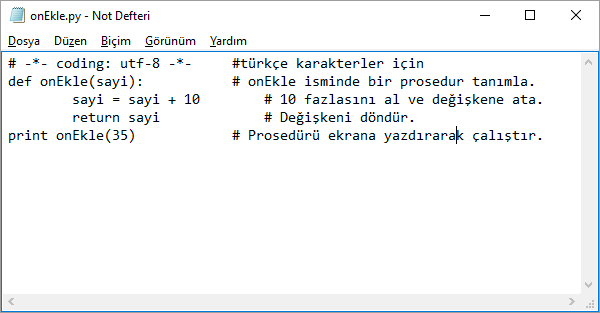 onEkle.py - Not Defteri
Dosya Düzen Biçim Görünüm Yardım
# -*- coding: utf-8 -*-     #türkçe karakterler için
def onEkle(sayi):           # onEkle isminde bir prosedur tanımla.
        sayi = sayi + 10        # 10 fazlasını al ve değişkene ata.
        return sayi             # Değişkeni döndür.
print onEkle(35)            # Prosedürü ekrana yazdırarak çalıştır.